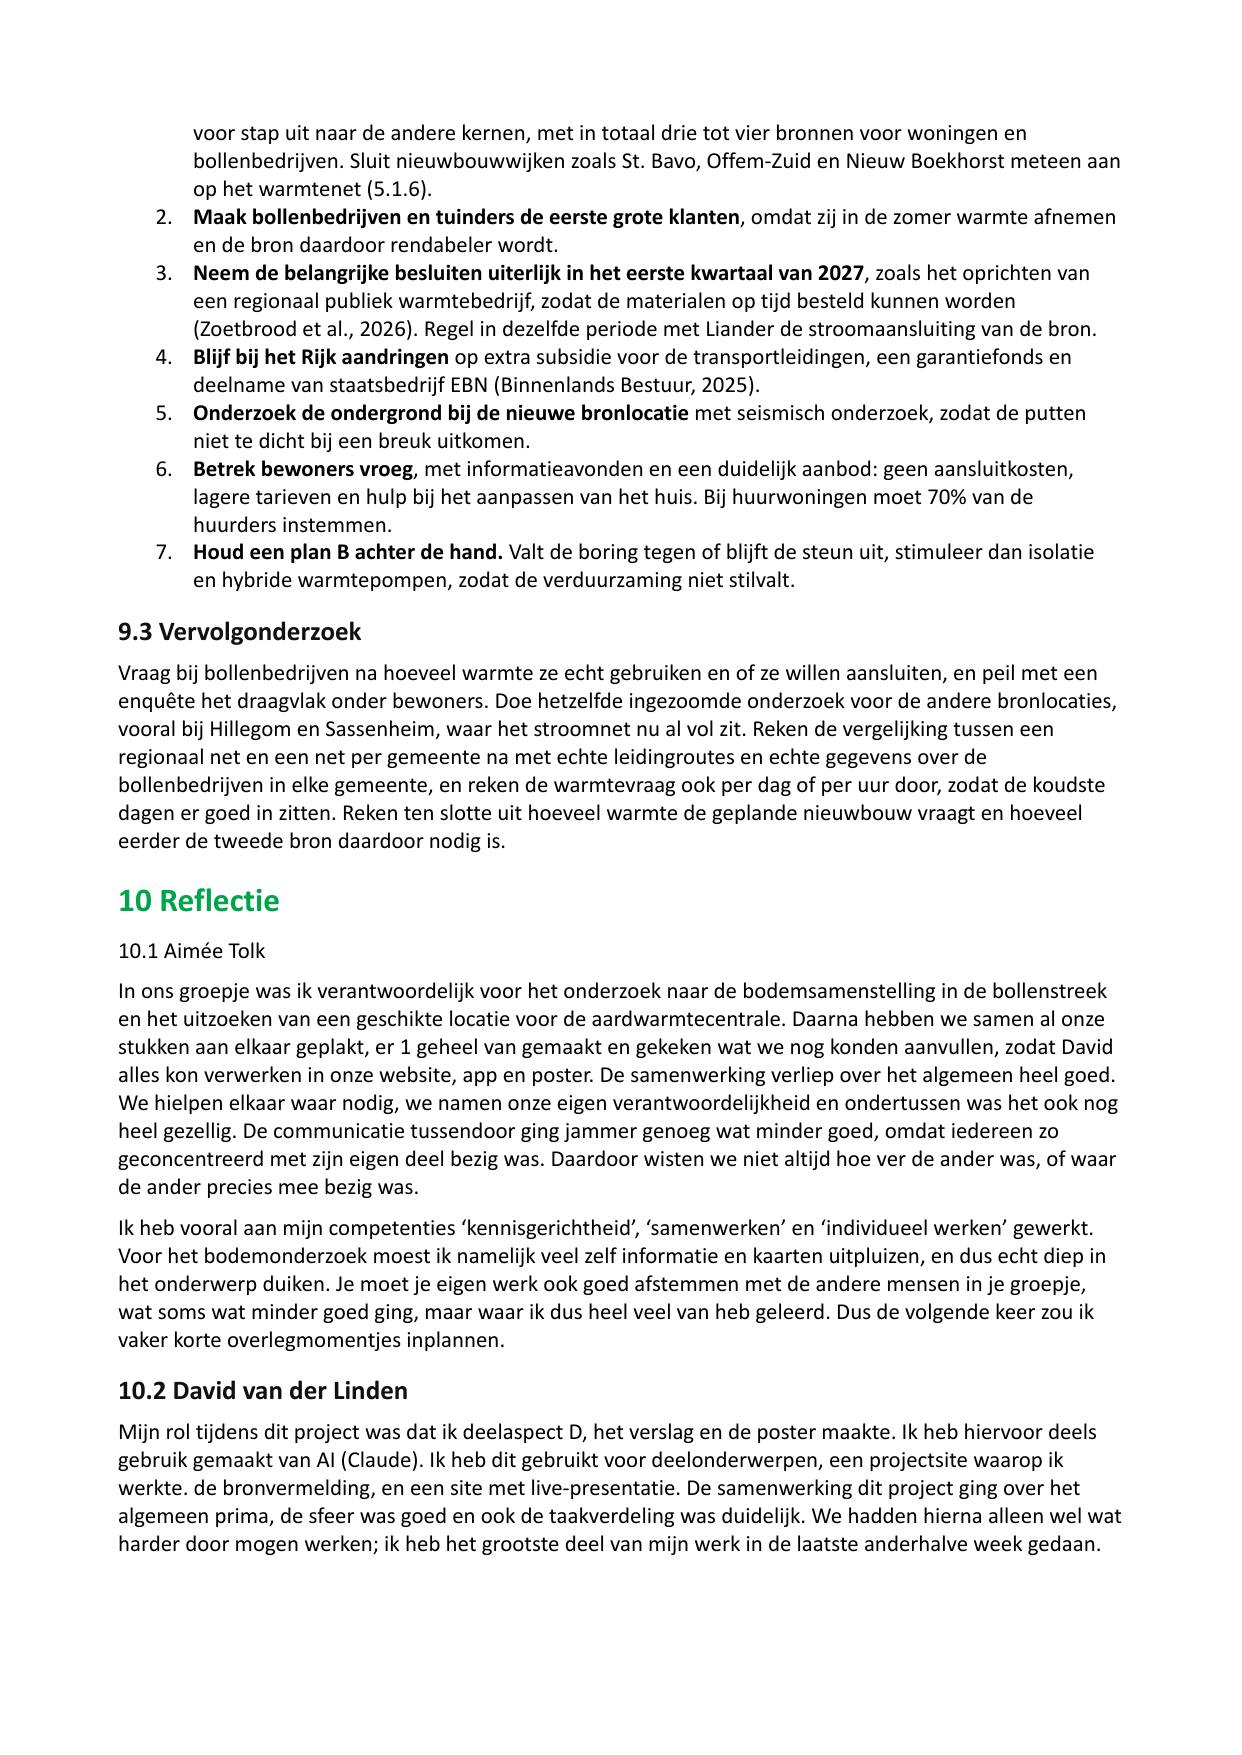 voor stap uit naar de andere kernen, met in totaal drie tot vier bronnen voor woningen en
bollenbedrijven. Sluit nieuwbouwwijken zoals St. Bavo, Offem-Zuid en Nieuw Boekhorst meteen aan
op het warmtenet (5.1.6).
2. Maak bollenbedrijven en tuinders de eerste grote klanten, omdat zij in de zomer warmte afnemen
en de bron daardoor rendabeler wordt.
3. Neem de belangrijke besluiten uiterlijk in het eerste kwartaal van 2027, zoals het oprichten van
een regionaal publiek warmtebedrijf, zodat de materialen op tijd besteld kunnen worden
(Zoetbrood et al., 2026). Regel in dezelfde periode met Liander de stroomaansluiting van de bron.
4. Blijf bij het Rijk aandringen op extra subsidie voor de transportleidingen, een garantiefonds en
deelname van staatsbedrijf EBN (Binnenlands Bestuur, 2025).
5. Onderzoek de ondergrond bij de nieuwe bronlocatie met seismisch onderzoek, zodat de putten
niet te dicht bij een breuk uitkomen.
6. Betrek bewoners vroeg, met informatieavonden en een duidelijk aanbod: geen aansluitkosten,
lagere tarieven en hulp bij het aanpassen van het huis. Bij huurwoningen moet 70% van de
huurders instemmen.
7. Houd een plan B achter de hand. Valt de boring tegen of blijft de steun uit, stimuleer dan isolatie
en hybride warmtepompen, zodat de verduurzaming niet stilvalt.
9.3 Vervolgonderzoek
Vraag bij bollenbedrijven na hoeveel warmte ze echt gebruiken en of ze willen aansluiten, en peil met een
enquête het draagvlak onder bewoners. Doe hetzelfde ingezoomde onderzoek voor de andere bronlocaties,
vooral bij Hillegom en Sassenheim, waar het stroomnet nu al vol zit. Reken de vergelijking tussen een
regionaal net en een net per gemeente na met echte leidingroutes en echte gegevens over de
bollenbedrijven in elke gemeente, en reken de warmtevraag ook per dag of per uur door, zodat de koudste
dagen er goed in zitten. Reken ten slotte uit hoeveel warmte de geplande nieuwbouw vraagt en hoeveel
eerder de tweede bron daardoor nodig is.
10 Reflectie
10.1 Aimée Tolk
In ons groepje was ik verantwoordelijk voor het onderzoek naar de bodemsamenstelling in de bollenstreek
en het uitzoeken van een geschikte locatie voor de aardwarmtecentrale. Daarna hebben we samen al onze
stukken aan elkaar geplakt, er 1 geheel van gemaakt en gekeken wat we nog konden aanvullen, zodat David
alles kon verwerken in onze website, app en poster. De samenwerking verliep over het algemeen heel goed.
We hielpen elkaar waar nodig, we namen onze eigen verantwoordelijkheid en ondertussen was het ook nog
heel gezellig. De communicatie tussendoor ging jammer genoeg wat minder goed, omdat iedereen zo
geconcentreerd met zijn eigen deel bezig was. Daardoor wisten we niet altijd hoe ver de ander was, of waar
de ander precies mee bezig was.
Ik heb vooral aan mijn competenties ‘kennisgerichtheid’, ‘samenwerken’ en ‘individueel werken’ gewerkt.
Voor het bodemonderzoek moest ik namelijk veel zelf informatie en kaarten uitpluizen, en dus echt diep in
het onderwerp duiken. Je moet je eigen werk ook goed afstemmen met de andere mensen in je groepje,
wat soms wat minder goed ging, maar waar ik dus heel veel van heb geleerd. Dus de volgende keer zou ik
vaker korte overlegmomentjes inplannen.
10.2 David van der Linden
Mijn rol tijdens dit project was dat ik deelaspect D, het verslag en de poster maakte. Ik heb hiervoor deels
gebruik gemaakt van AI (Claude). Ik heb dit gebruikt voor deelonderwerpen, een projectsite waarop ik
werkte. de bronvermelding, en een site met live-presentatie. De samenwerking dit project ging over het
algemeen prima, de sfeer was goed en ook de taakverdeling was duidelijk. We hadden hierna alleen wel wat
harder door mogen werken; ik heb het grootste deel van mijn werk in de laatste anderhalve week gedaan.